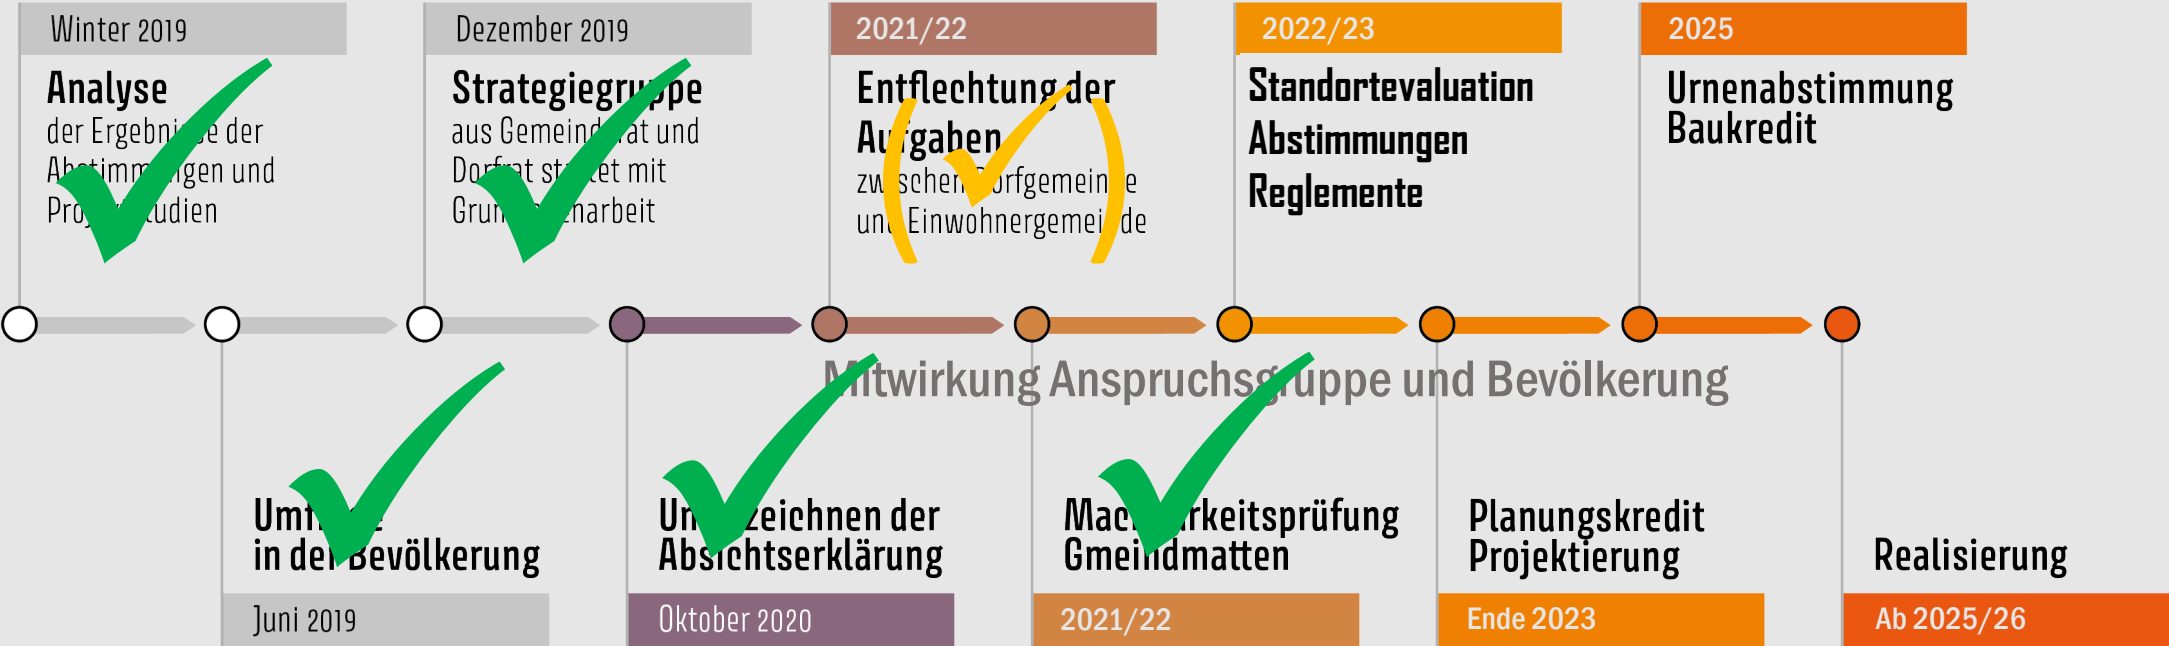 Winter 2019
Analyse
der Ergebnisse der
Abstimmungen und
Projektstudien
Dezember 2019
Strategiegruppe
aus Gemeinderat und
Dorfrat startet mit
Grundlagenarbeit
2021/22
Entflechtung der
Aufgaben
zwischen Dorfgemeinde
und Einwohnergemeinde
2022/23
Standortevaluation
Abstimmungen
Reglemente
2025
Urnenabstimmung
Baukredit
Mitwirkung Anspruchsgruppe und Bevölkerung
Umfrage
in der Bevölkerung
Juni 2019
Unterzeichnen der
Absichtserklärung
Oktober 2020
Machbarkeitsprüfung
Gmeindmatten
2021/22
Planungskredit
Projektierung
Ende 2023
Realisierung
Ab 2025/26